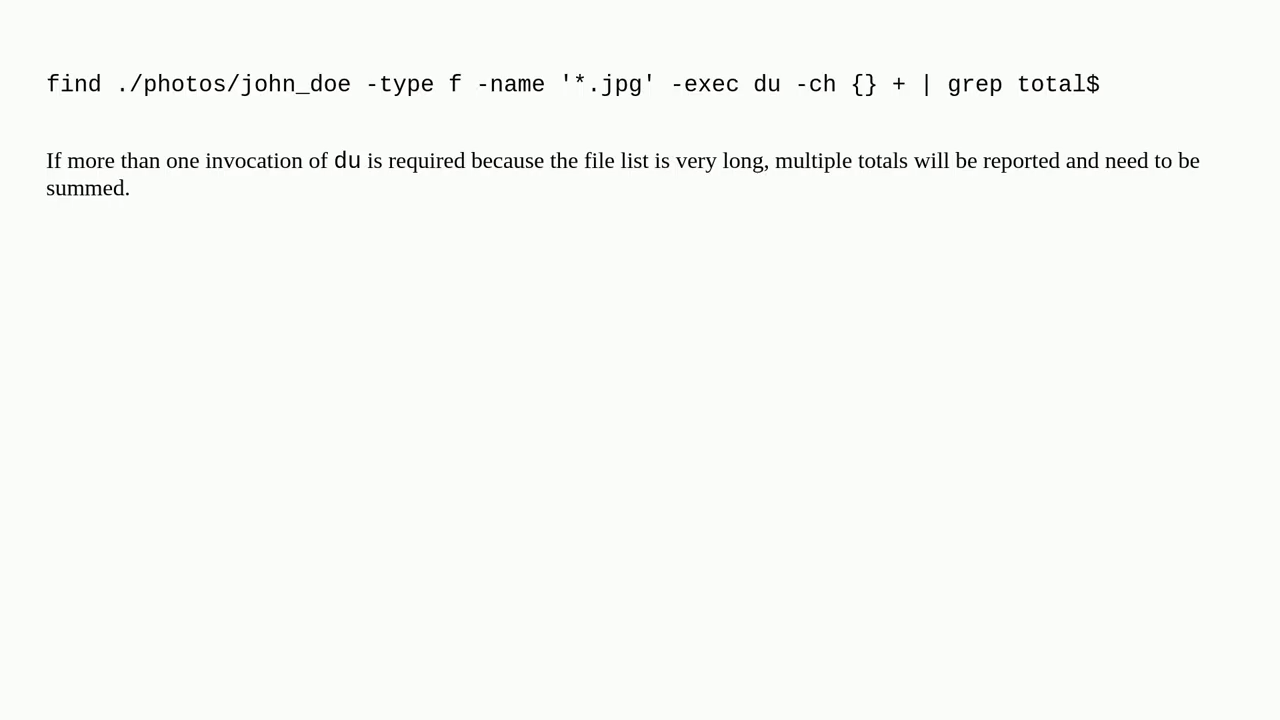 find ./photos/john_doe -type f -name '*.jpg' -exec du -ch {} + | grep total$
If more than one invocation of du is required because the file list is very long, multiple totals will be reported and need to be
summed.